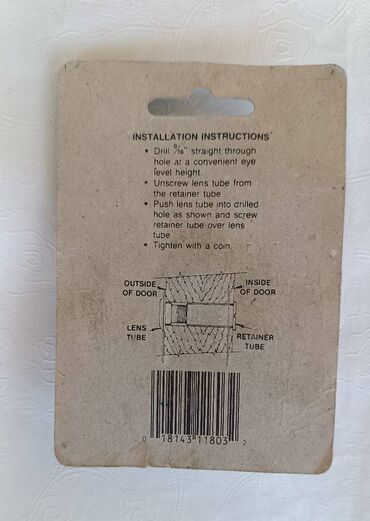 INSTALLATION INSTRUCTIONS
• Drill 9/16" straight through
hole at a convenient eye
level height.
• Unscrew lens tube from
the retainer tube
• Push lens tube into drilled
hole as shown and screw
retainer tube over lens
tube
• Tighten with a coin
OUTSIDE
OF DOOR
INSIDE
OF DOOR
LENS
TUBE
RETAINER
TUBE
0 18143 11803 2